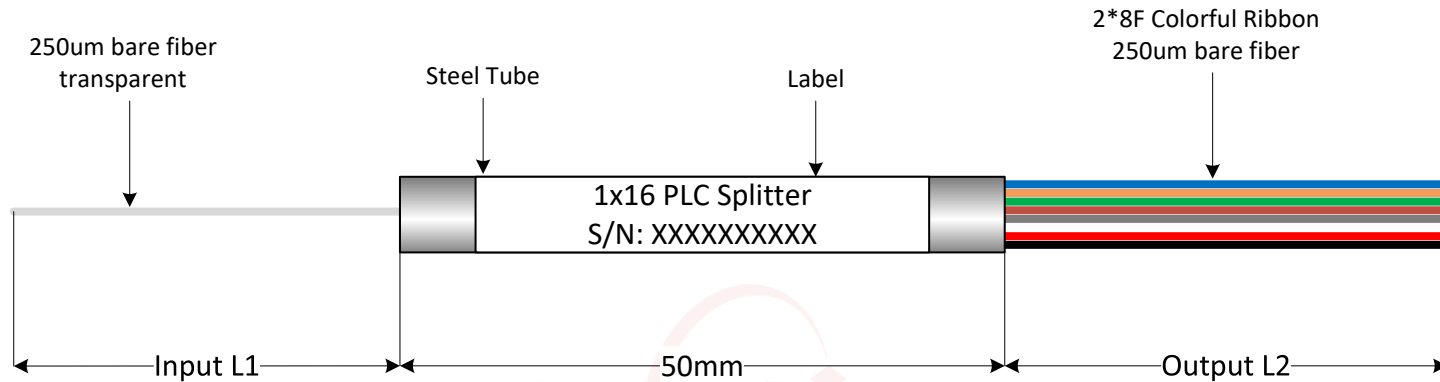 250um bare fiber
transparent
Steel Tube
Label
2*8F Colorful Ribbon
250um bare fiber
1x16 PLC Splitter
S/N: XXXXXXXXXX
Input L1
50mm
Output L2